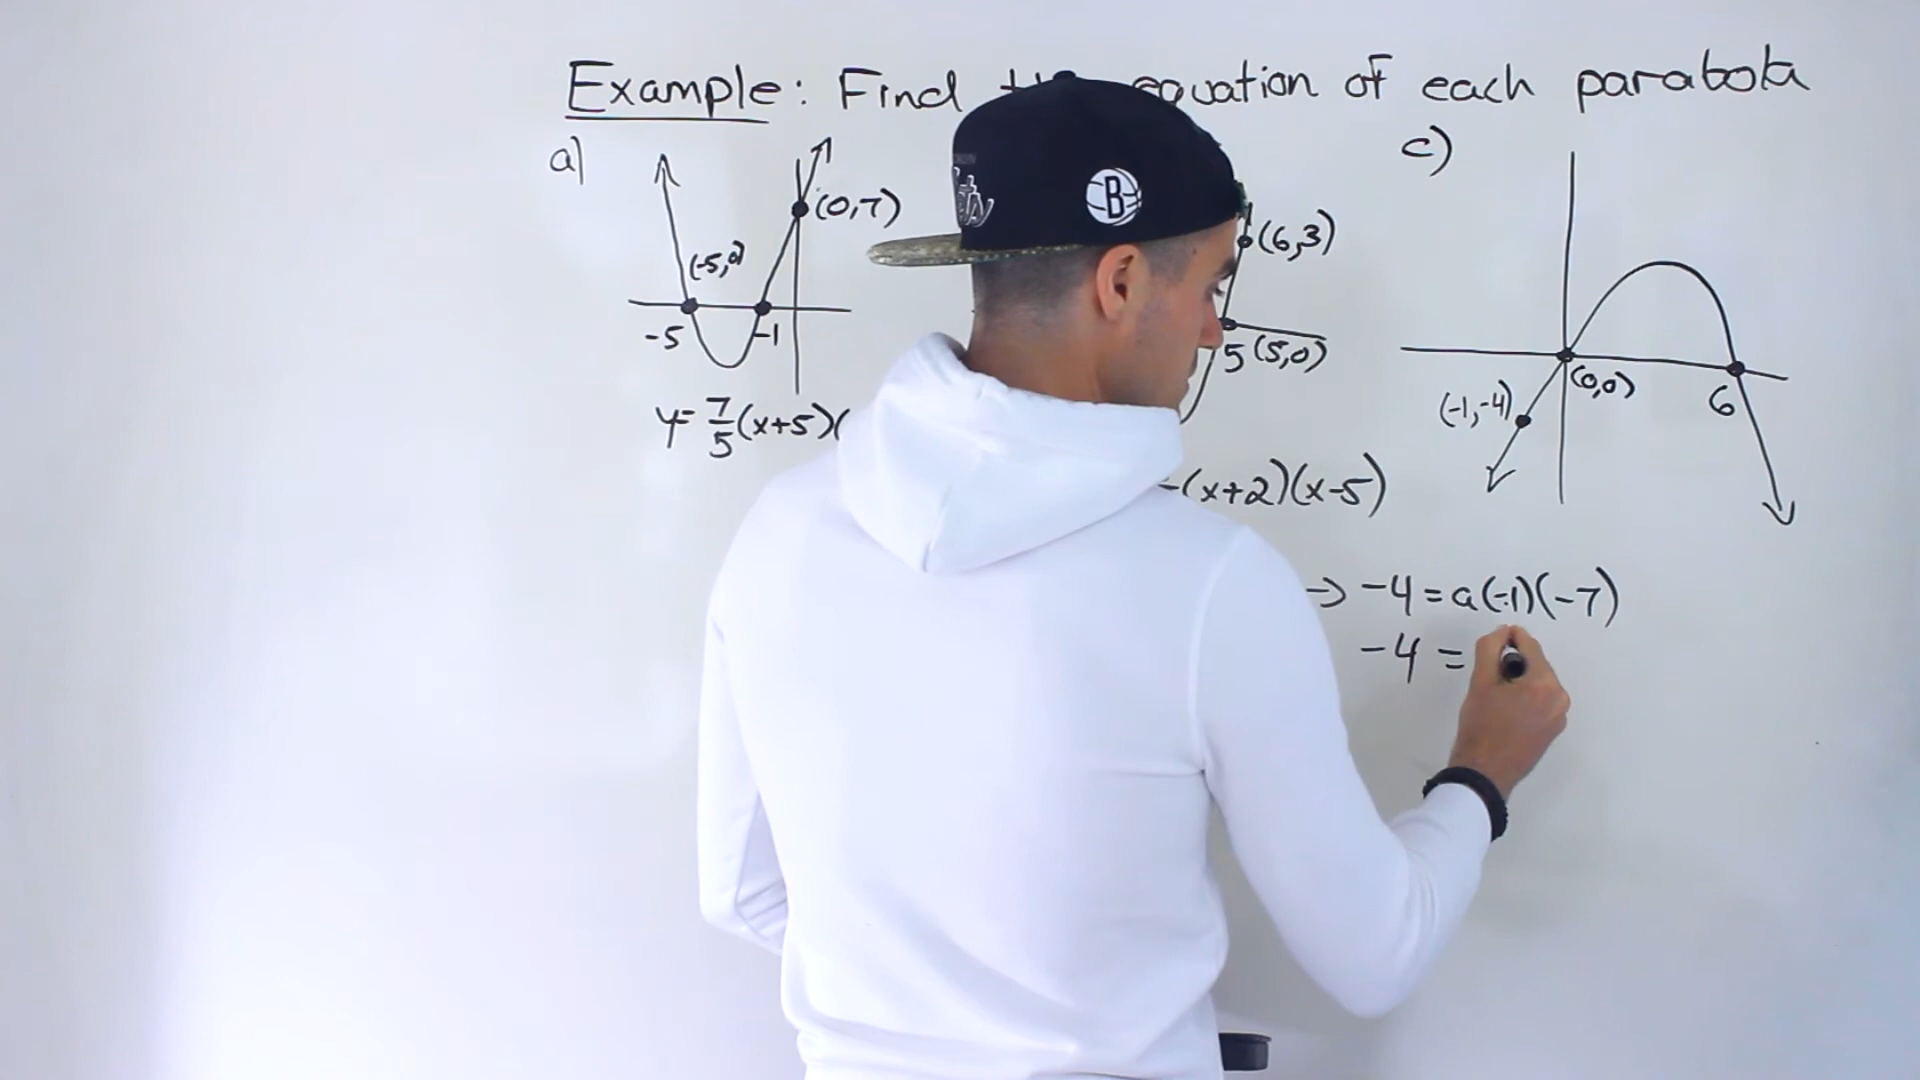 Example: Find equation of each parabola
a)
(0,7)
(-5,0)
-5
-1
y= 7/5 (x+5)(
B
(6,3)
5 (5,0)
-(x+2)(x-5)
c)
(0,0)
(-1,-4)
6
→ -4 = a(-1)(-7)
-4 =